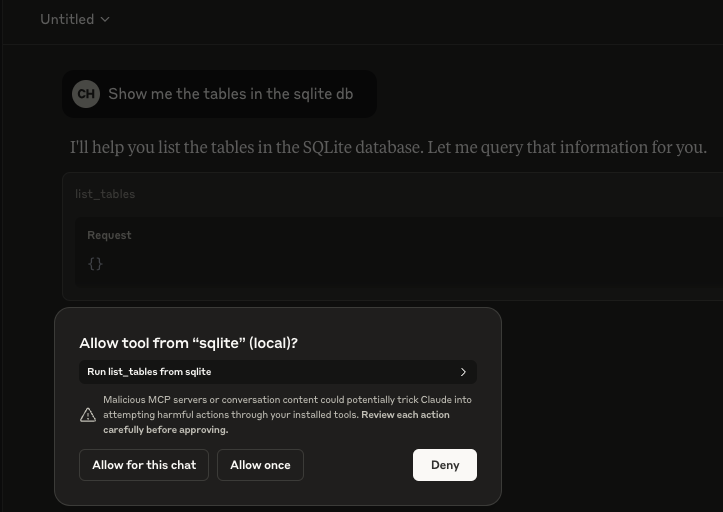 Untitled
CH Show me the tables in the sqlite db
I'll help you list the tables in the SQLite database. Let me query that information for you.
list_tables
Request
{}
Allow tool from “sqlite” (local)?
Run list_tables from sqlite
Malicious MCP servers or conversation content could potentially trick Claude into
attempting harmful actions through your installed tools. Review each action
carefully before approving.
Allow for this chat Allow once Deny